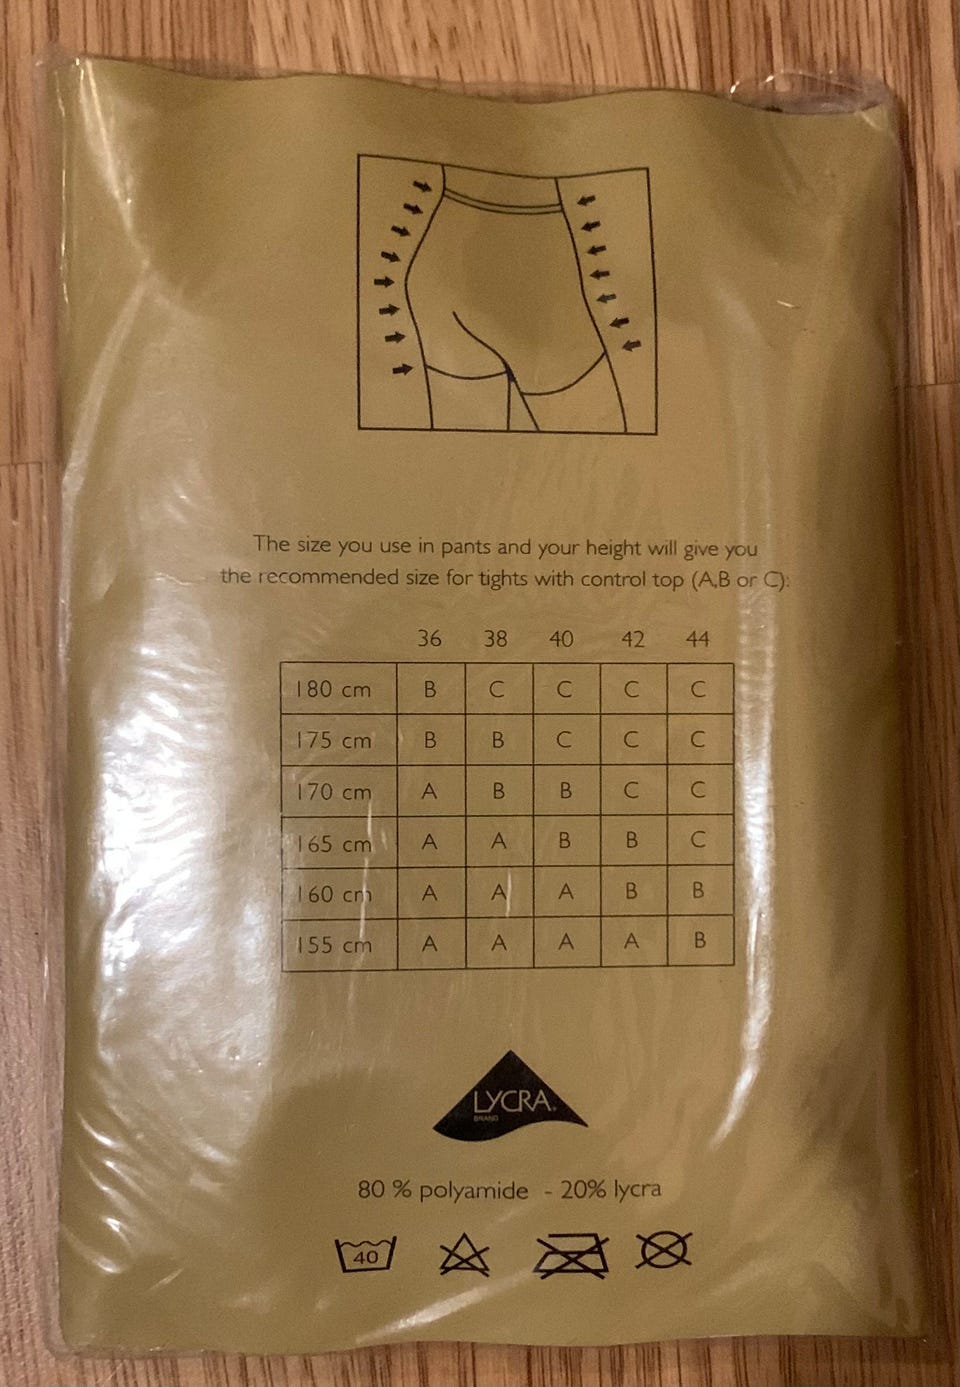 The size you use in pants and your height will give you
the recommended size for tights with control top (A,B or C):
36 38 40 42 44
180 cm B C C C C
175 cm B B C C C
170 cm A B B C C
165 cm A A B B C
160 cm A A A B B
155 cm A A A A B
LYCRA®
BRAND
80 % polyamide - 20% lycra
40